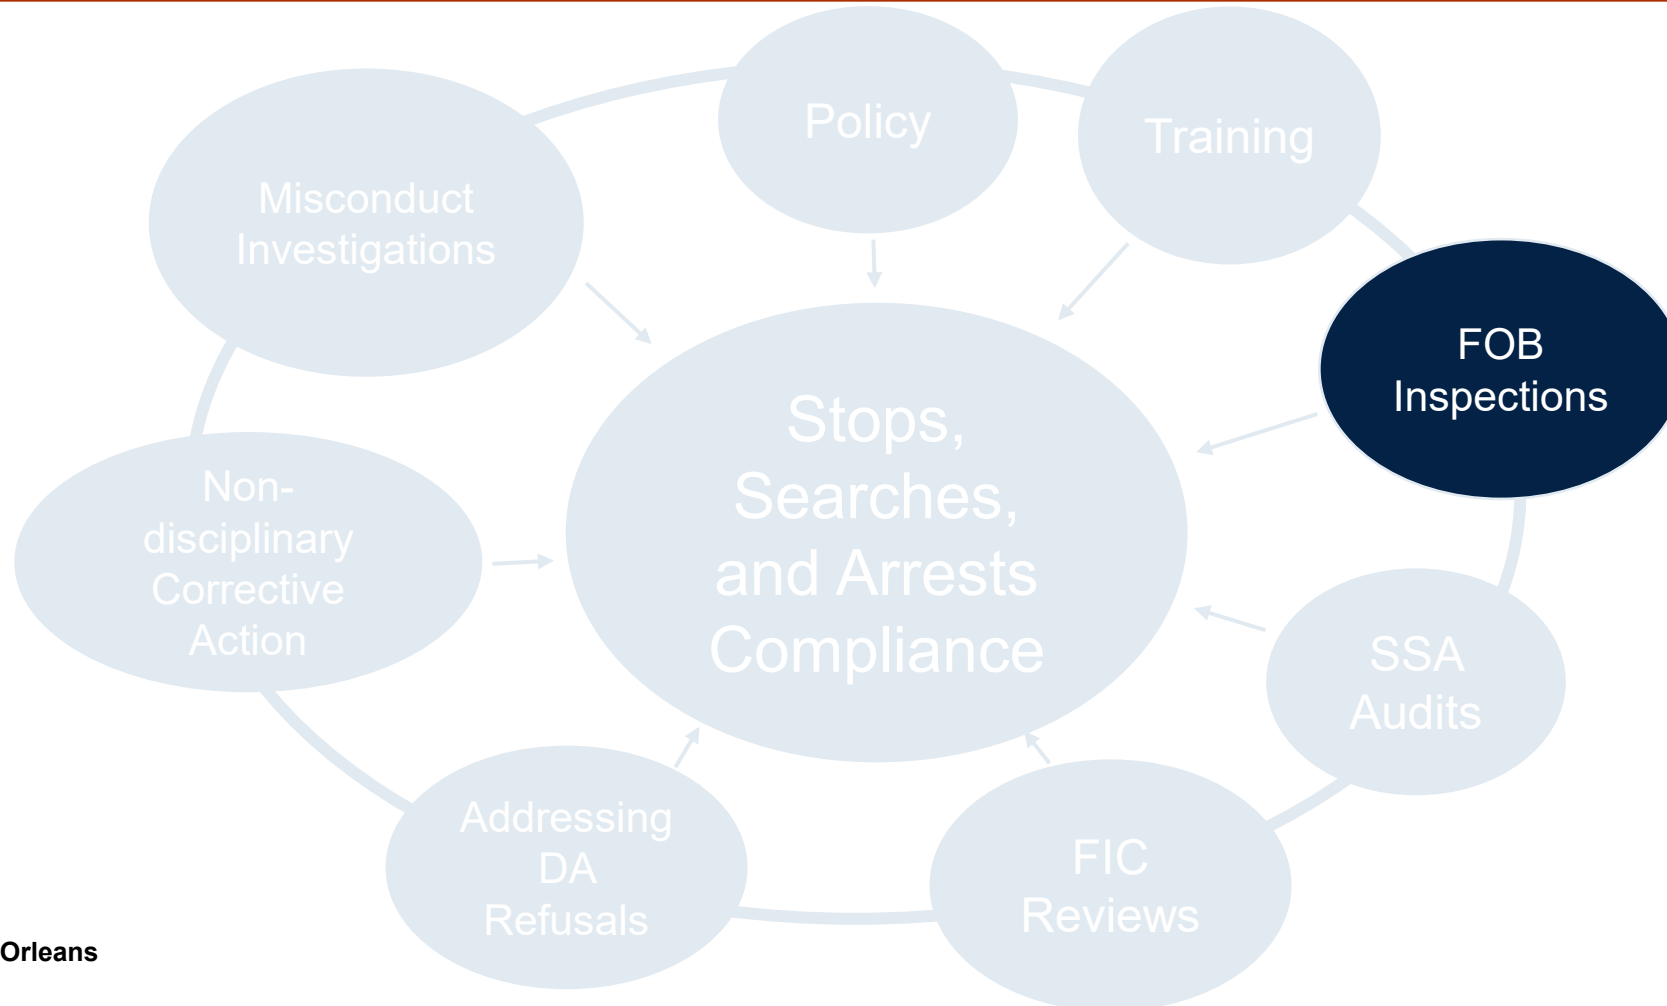 Policy
Training
Misconduct
Investigations
FOB
Inspections
Stops,
Searches,
and Arrests
Compliance
Non-
disciplinary
Corrective
Action
SSA
Audits
Addressing
DA
Refusals
FIC
Reviews
Orleans